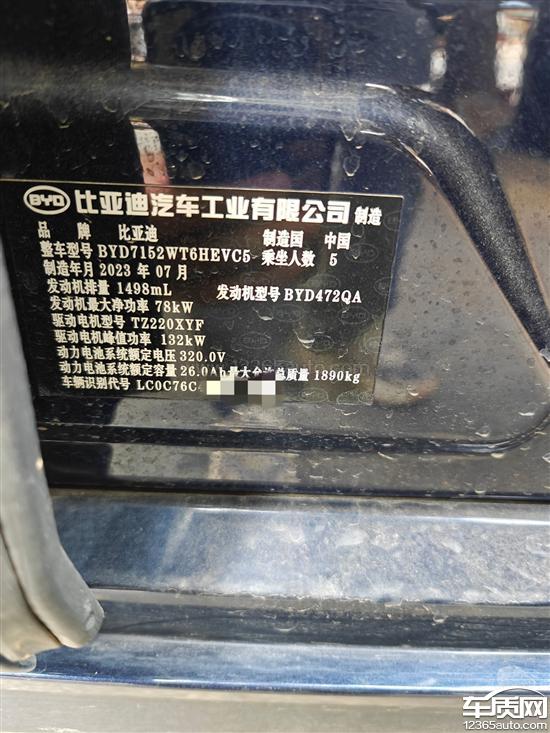 BYD 比亚迪汽车工业有限公司 制造
品 牌 比亚迪 制造国 中国
整车型号 BYD7152WT6HEVC5 乘坐人数 5
制造年月 2023 年 07 月
发动机排量 1498mL 发动机型号 BYD472QA
发动机最大净功率 78kW
驱动电机型号 TZ220XYF
驱动电机峰值功率 132kW
动力电池系统额定电压 320.0V
动力电池系统额定容量 26.0Ah 最大允许总质量 1890kg
车辆识别代号 LC0C76C
车质网
12365auto.com